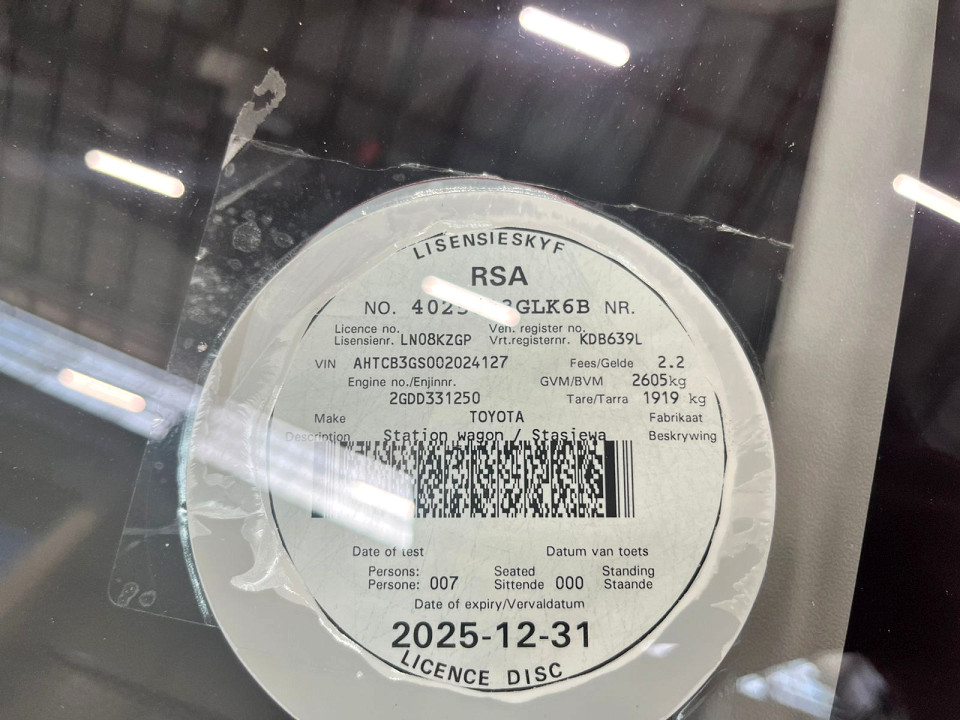 LISENSIESKYF
RSA
NO. NR.
Licence no. Veh. register no.
Lisensienr. LN08KZGP Vrt.registernr. KDB639L
VIN AHTCB3GS002024127 Fees/Gelde 2.2
Engine no./Enjinnr. GVM/BVM 2605kg
2GDD331250 Tare/Tarra 1919 kg
Make TOYOTA Fabrikaat
Description Station wagon / Stasiewa Beskrywing
Date of test Datum van toets
Persons: Seated Standing
Persone: 007 Sittende 000 Staande
Date of expiry/Vervaldatum
2025-12-31
LICENCE DISC